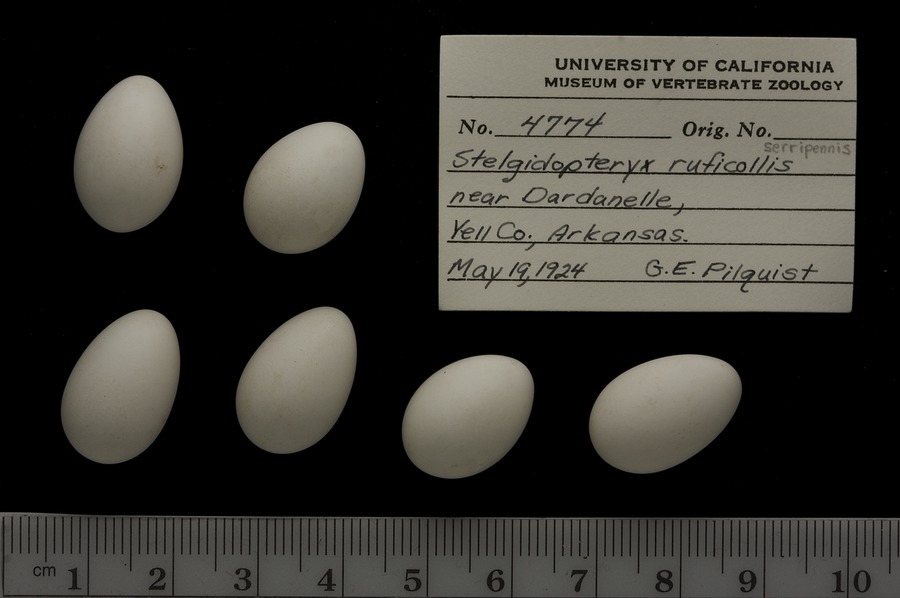 UNIVERSITY OF CALIFORNIA
MUSEUM OF VERTEBRATE ZOOLOGY
No. 4774 Orig. No.
serripennis
Stelgidopteryx ruficollis
near Dardanelle,
Yell Co., Arkansas.
May 19, 1924 G.E. Pilquist
cm 1 2 3 4 5 6 7 8 9 10